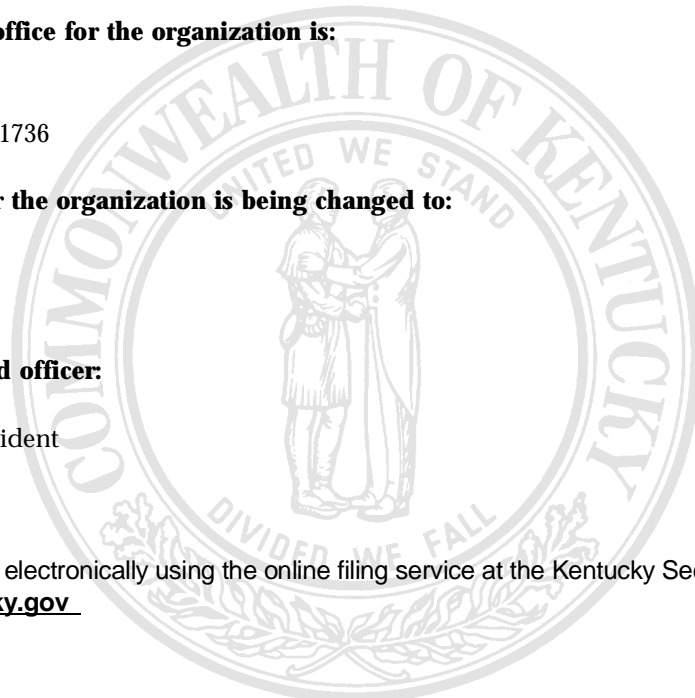 office for the organization is:
COMMONWEALTH OF KENTUCKY
1736
UNITED WE STAND
r the organization is being changed to:
d officer:
ident
DIVIDED WE FALL
electronically using the online filing service at the Kentucky Sec
ky.gov